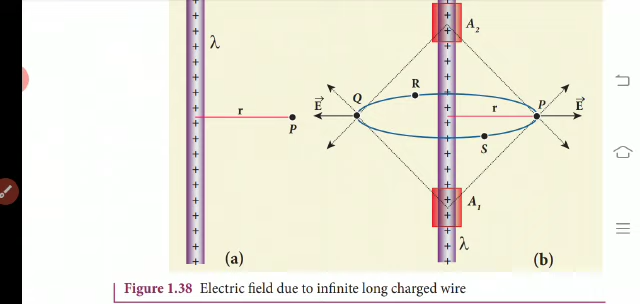 λ
r
P
(a)
A₂
R
Q
E⃗
r
P
E⃗
S
A₁
λ
(b)
Figure 1.38 Electric field due to infinite long charged wire